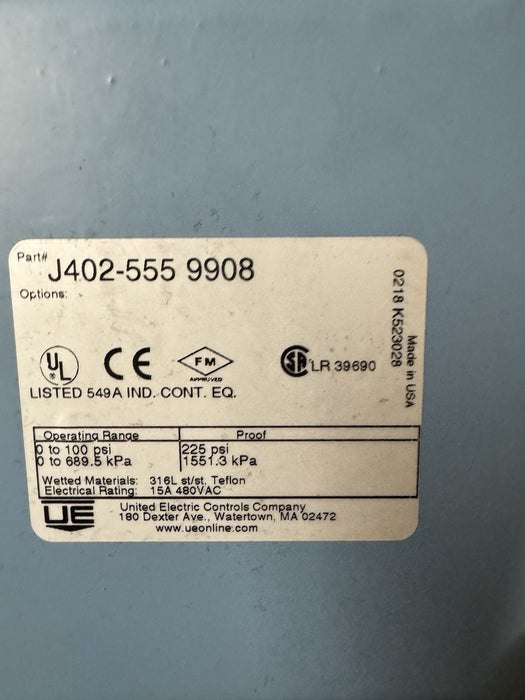 Part# J402-555 9908
Options:
0218 K523028
Made in USA
UL
CE
FM
APPROVED
SA LR 39690
LISTED 549A IND. CONT. EQ.
Operating Range Proof
0 to 100 psi 225 psi
0 to 689.5 kPa 1551.3 kPa
Wetted Materials: 316L st/st, Teflon
Electrical Rating: 15A 480VAC
UE
United Electric Controls Company
180 Dexter Ave., Watertown, MA 02472
www.ueonline.com